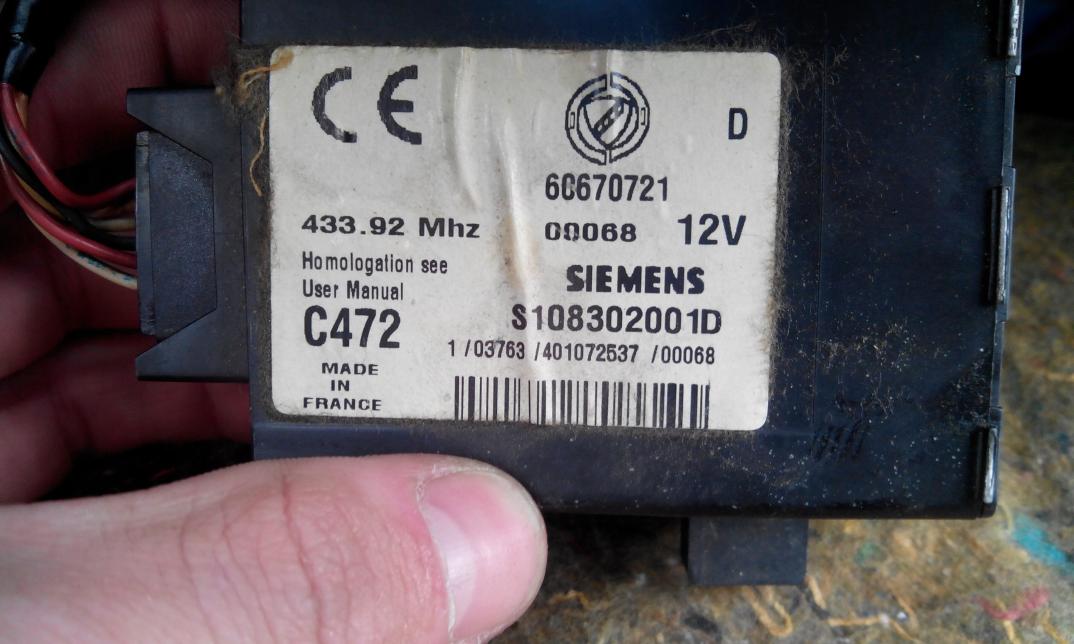 CE
D
60670721
433.92 Mhz 00068 12V
Homologation see
User Manual
SIEMENS
C472
S108302001D
1 /03763 /401072537 /00068
MADE
IN
FRANCE